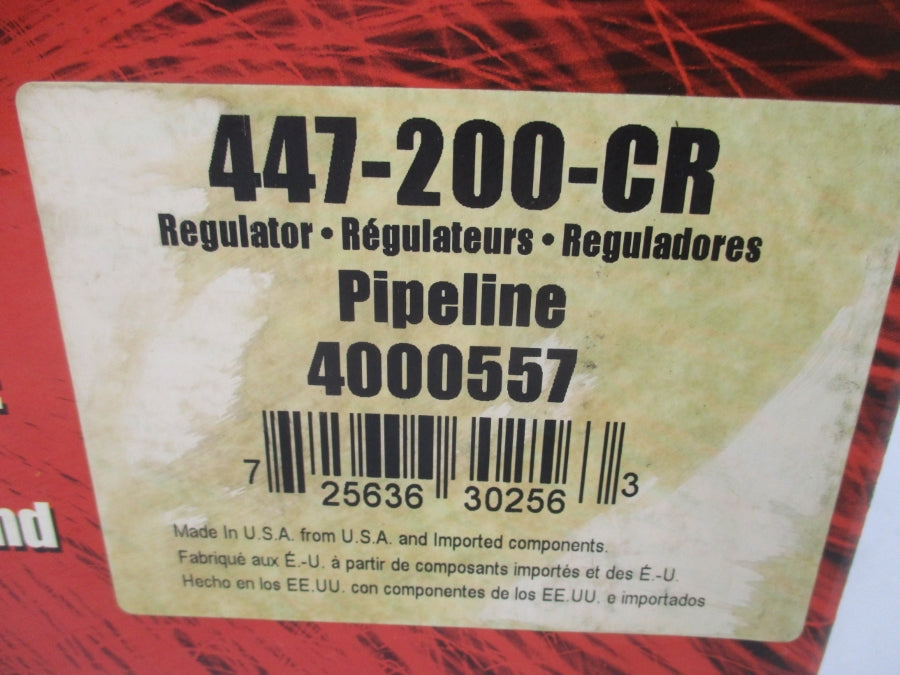 447-200-CR
Regulator • Régulateurs • Reguladores
Pipeline
4000557
7 25636 30256 3
Made In U.S.A. from U.S.A. and Imported components.
Fabriqué aux É.-U. à partir de composants importés et des É.-U.
Hecho en los EE.UU. con componentes de los EE.UU. e importados